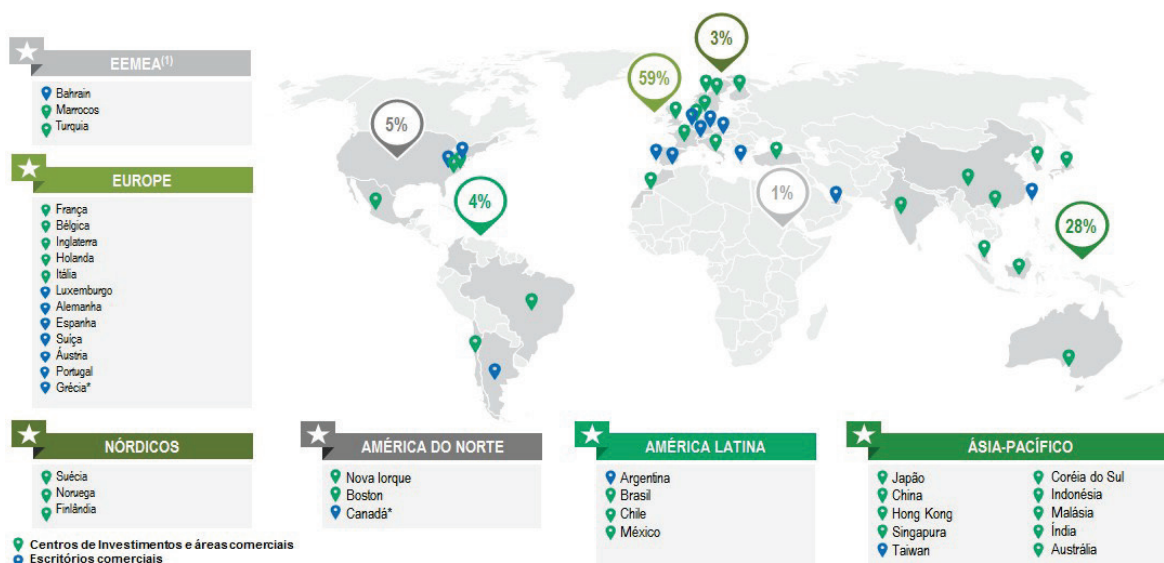 EEMEA(1)
Bahrain
Marrocos
Turquia
EUROPE
França
Bélgica
Inglaterra
Holanda
Itália
Luxemburgo
Alemanha
Espanha
Suíça
Áustria
Portugal
Grécia*
NÓRDICOS
Suécia
Noruega
Finlândia
Centros de Investimentos e áreas comerciais
Escritórios comerciais
3%
59%
5%
4%
1%
28%
AMÉRICA DO NORTE
Nova Iorque
Boston
Canadá*
AMÉRICA LATINA
Argentina
Brasil
Chile
México
ÁSIA-PACÍFICO
Japão
China
Hong Kong
Singapura
Taiwan
Coréia do Sul
Indonésia
Malásia
Índia
Austrália